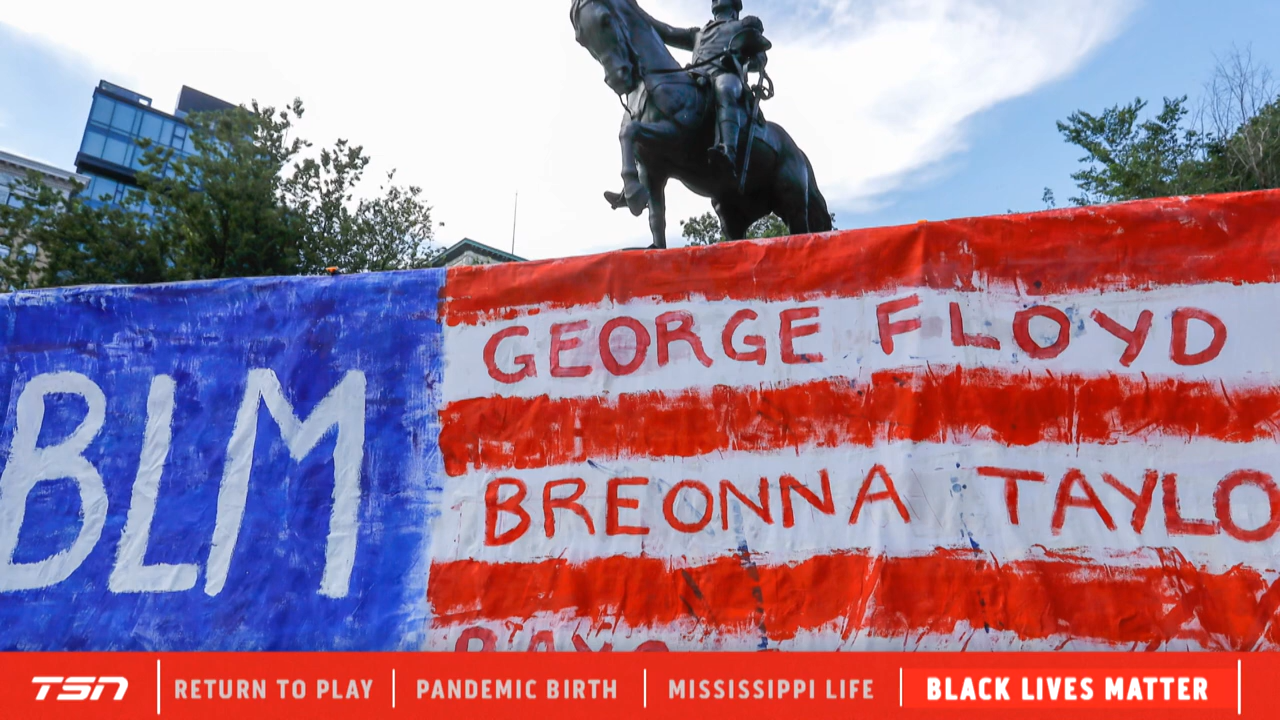 BLM
GEORGE FLOYD
BREONNA TAYLO
TSN RETURN TO PLAY PANDEMIC BIRTH MISSISSIPPI LIFE BLACK LIVES MATTER